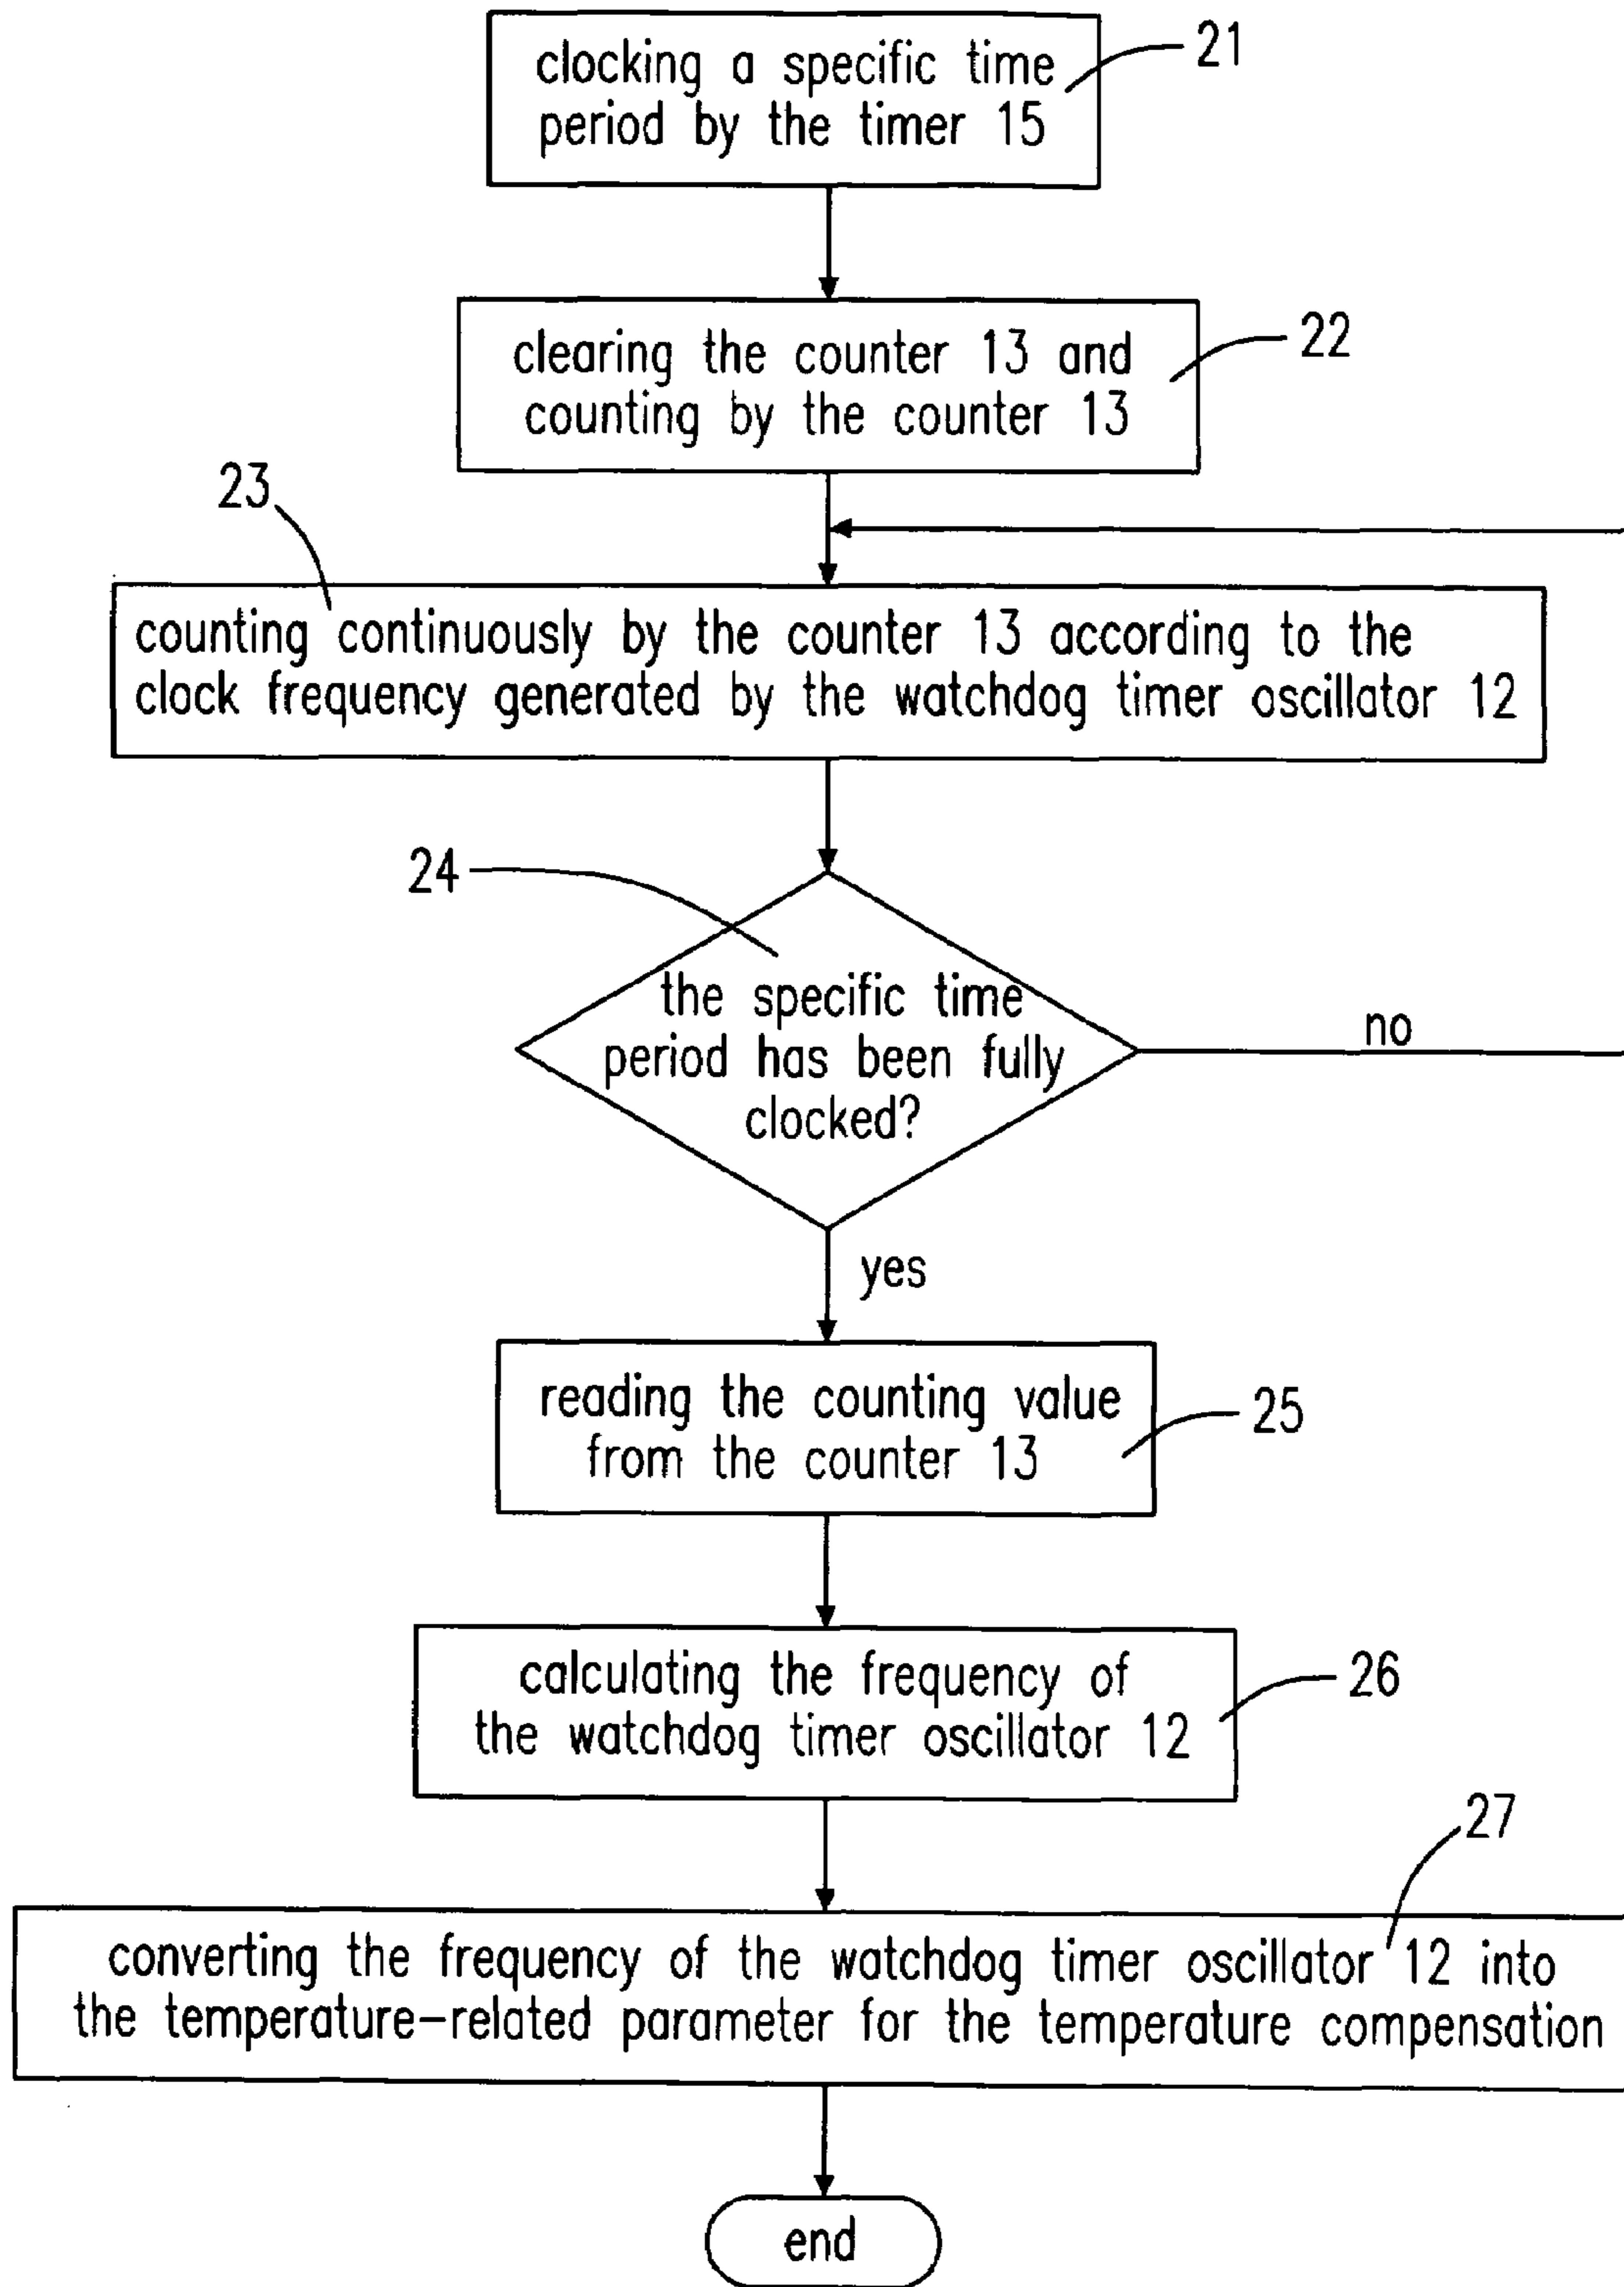 clocking a specific time
period by the timer 15
21
clearing the counter 13 and
counting by the counter 13
22
23
counting continuously by the counter 13 according to the
clock frequency generated by the watchdog timer oscillator 12
24
the specific time
period has been fully
clocked?
no
yes
reading the counting value
from the counter 13
25
calculating the frequency of
the watchdog timer oscillator 12
26
27
converting the frequency of the watchdog timer oscillator 12 into
the temperature-related parameter for the temperature compensation
end